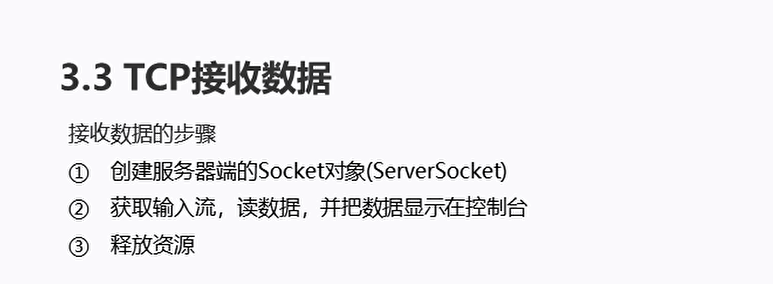 3.3 TCP接收数据
接收数据的步骤
① 创建服务器端的Socket对象(ServerSocket)
② 获取输入流，读数据，并把数据显示在控制台
③ 释放资源